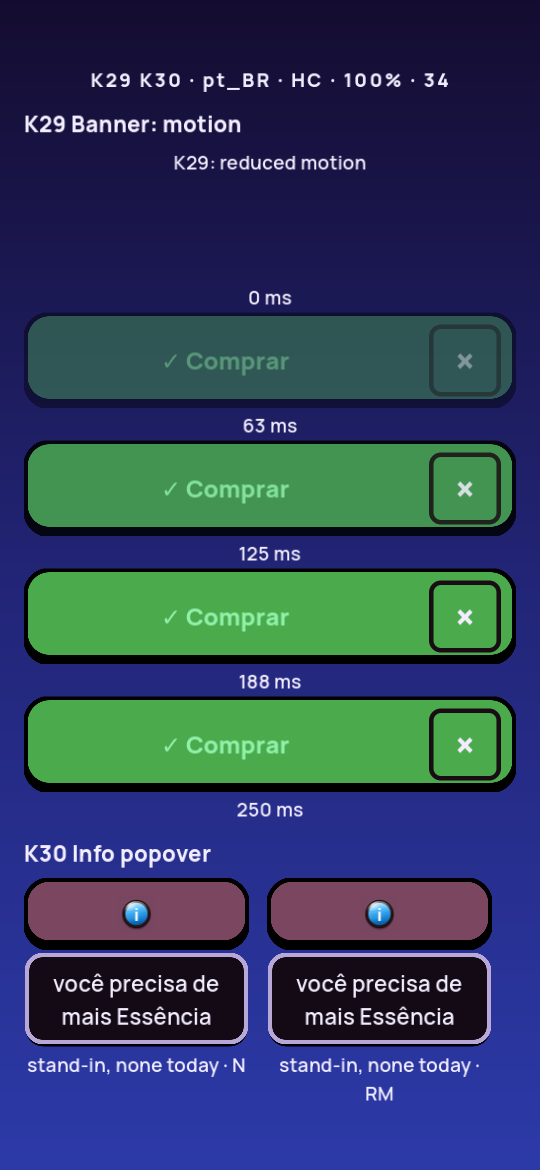 K29 K30 · pt_BR · HC · 100% · 34
K29 Banner: motion
K29: reduced motion
0 ms
✓ Comprar ×
63 ms
✓ Comprar ×
125 ms
✓ Comprar ×
188 ms
✓ Comprar ×
250 ms
K30 Info popover
i i
você precisa de
mais Essência
você precisa de
mais Essência
stand-in, none today · N
stand-in, none today ·
RM